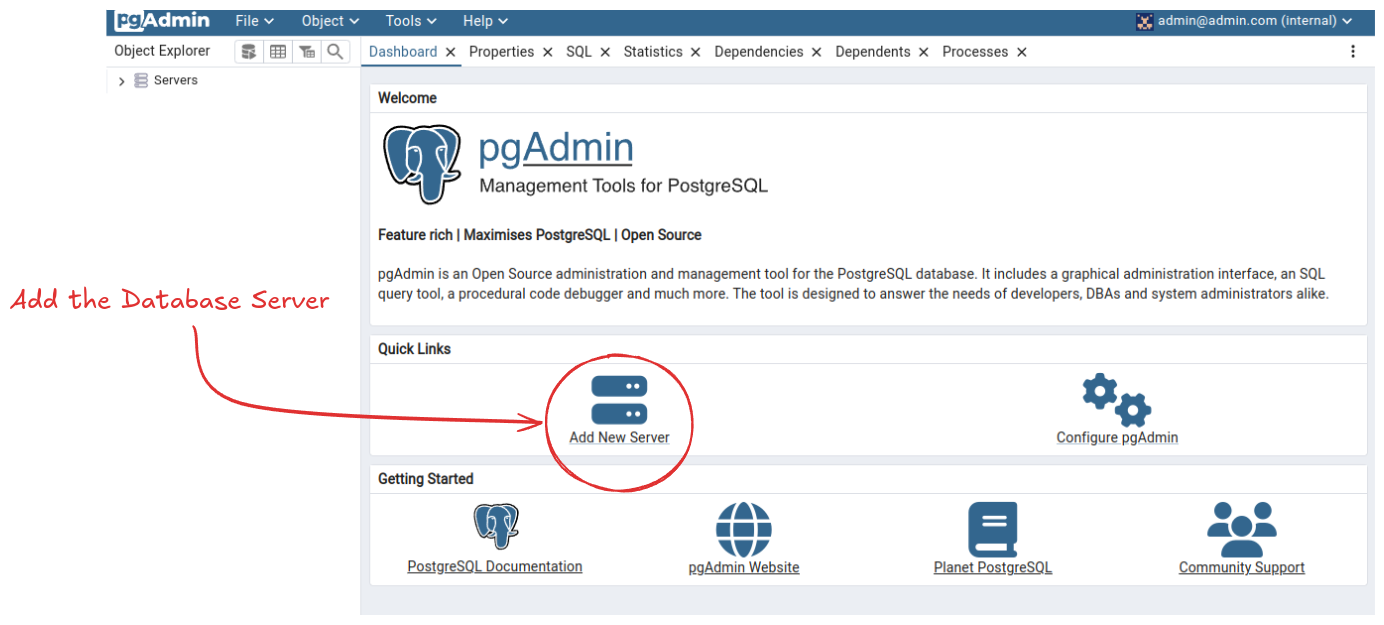 pgAdmin File Object Tools Help admin@admin.com (internal)
Object Explorer Dashboard Properties SQL Statistics Dependencies Dependents Processes
Servers
Welcome
pgAdmin
Management Tools for PostgreSQL
Feature rich | Maximises PostgreSQL | Open Source
pgAdmin is an Open Source administration and management tool for the PostgreSQL database. It includes a graphical administration interface, an SQL
query tool, a procedural code debugger and much more. The tool is designed to answer the needs of developers, DBAs and system administrators alike.
Add the Database Server
Quick Links
Add New Server Configure pgAdmin
Getting Started
PostgreSQL Documentation pgAdmin Website Planet PostgreSQL Community Support